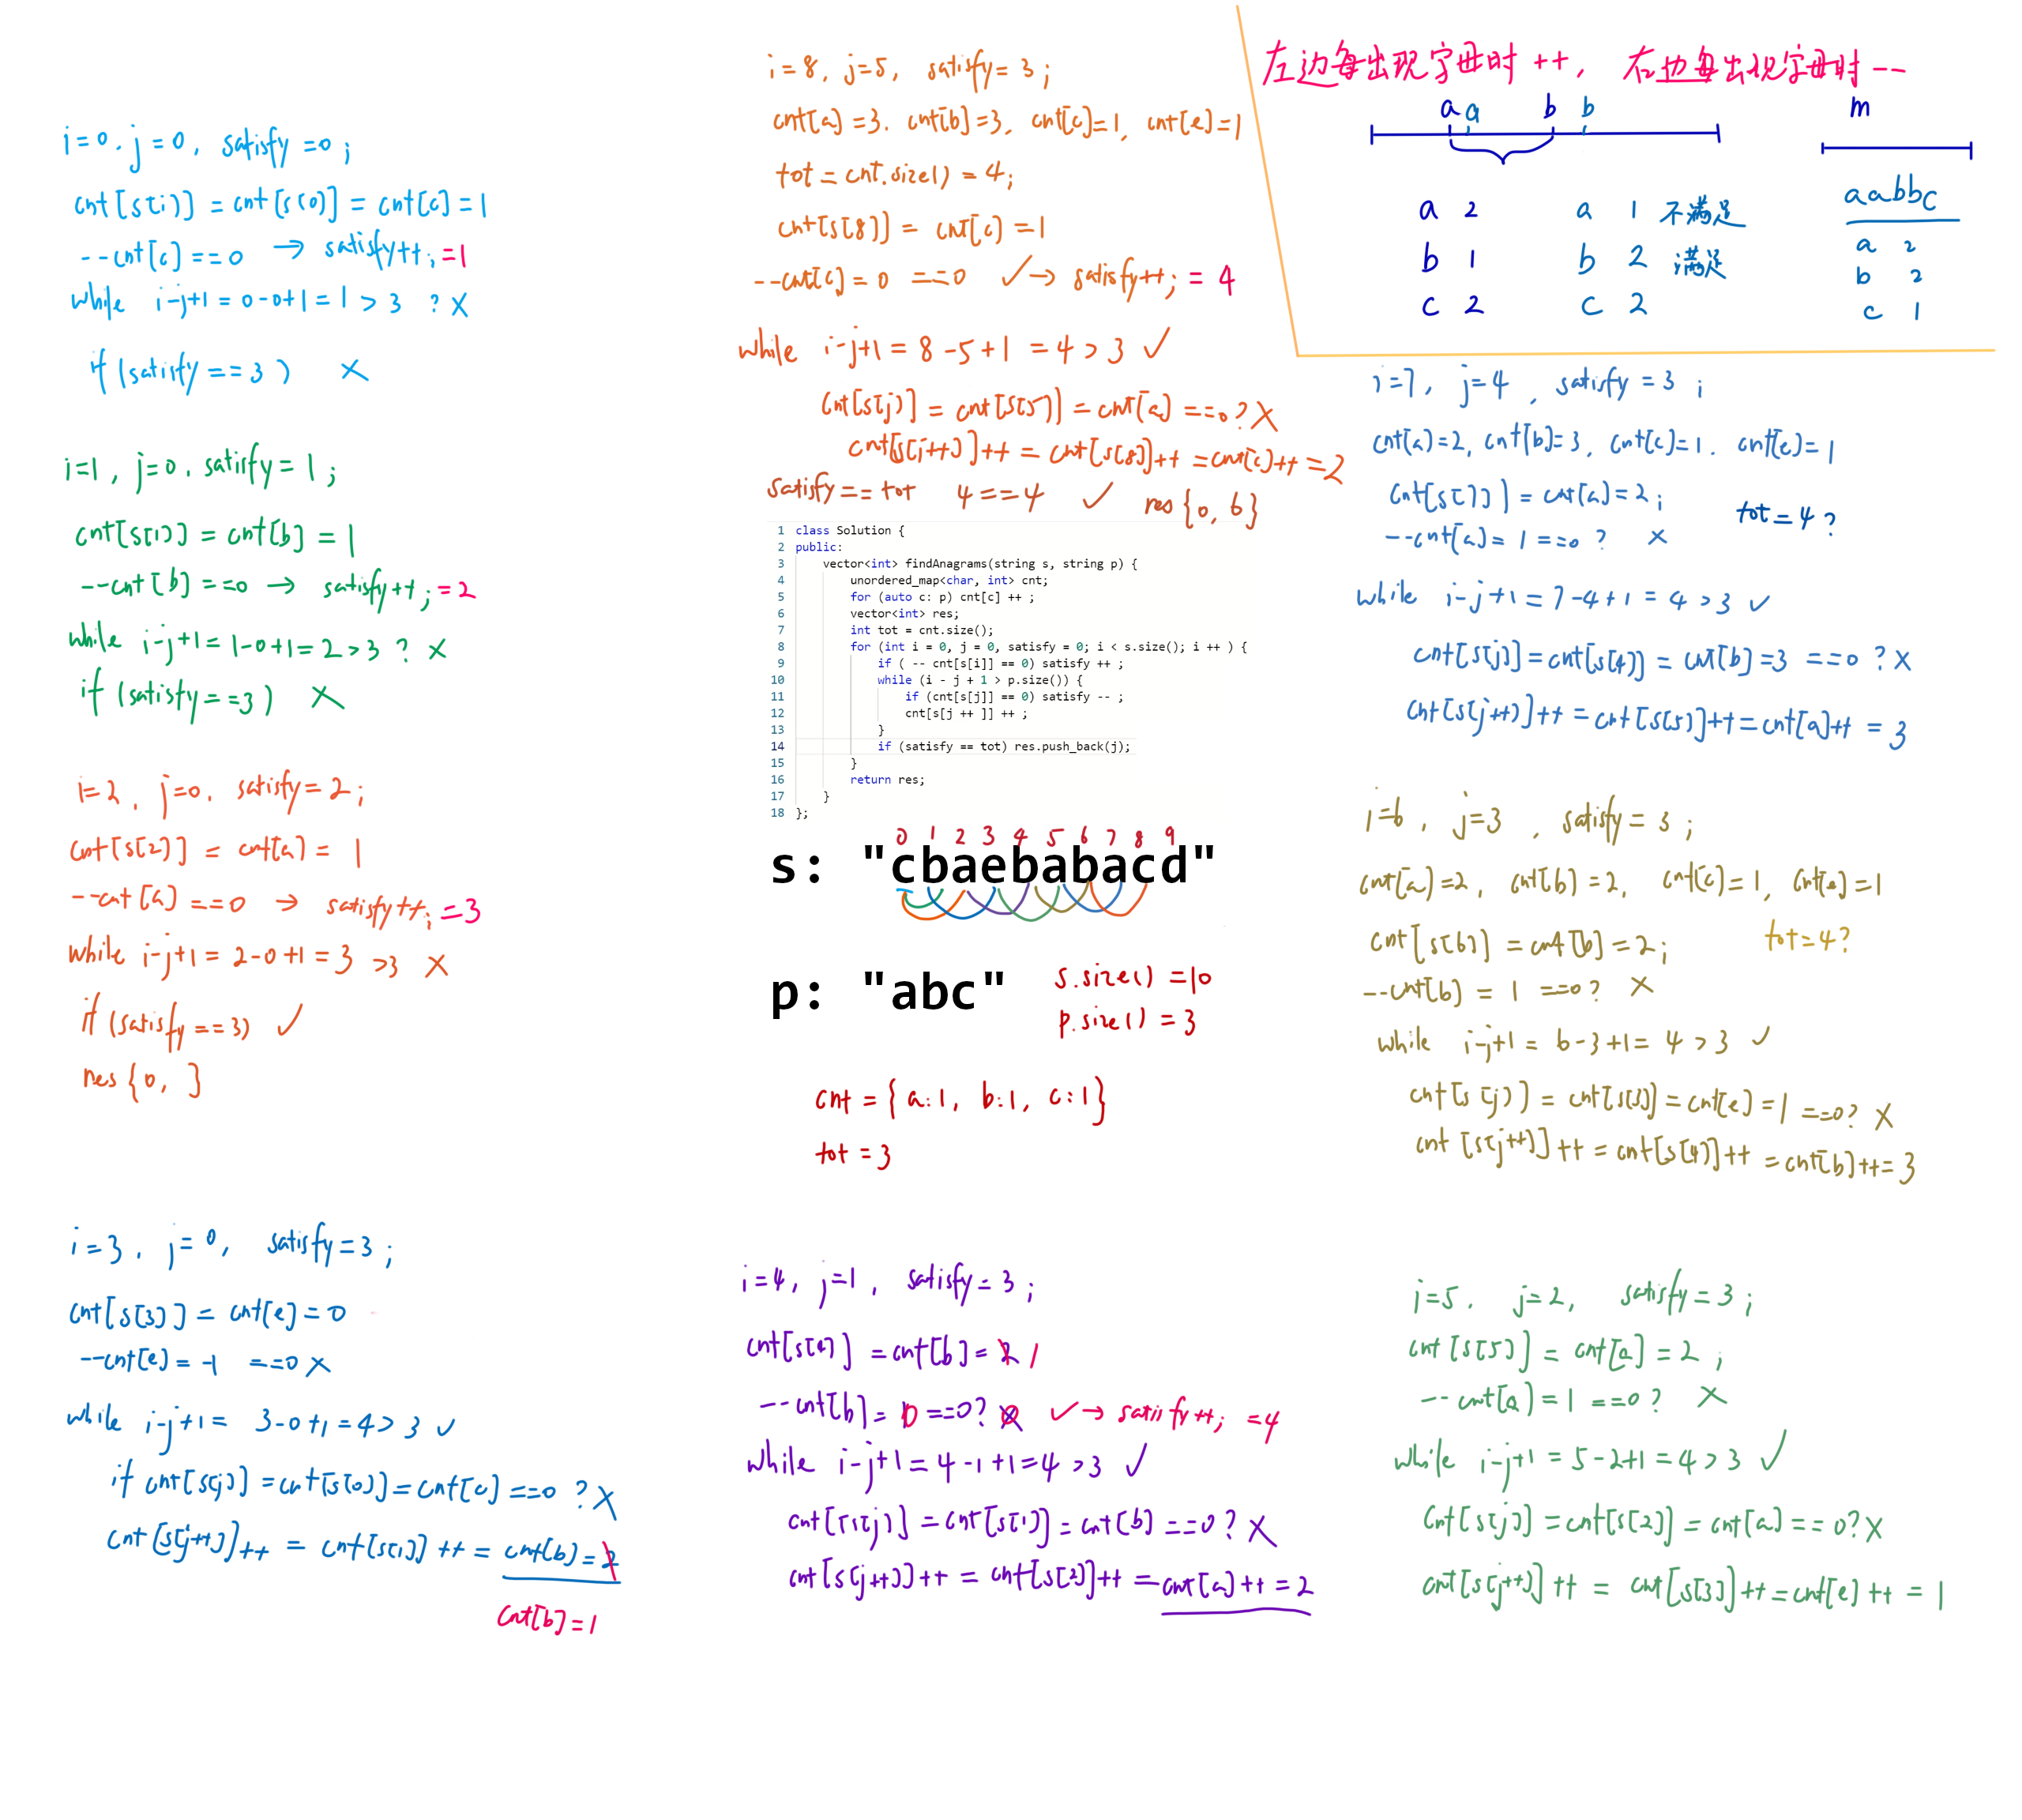 i=0. j=0, satisfy=0;
cnt[s[i]] = cnt[s[0]] = cnt[c] = 1
--cnt[c] ==0 → satisfy++; =1
while i-j+1 = 0-0+1 = 1 > 3 ? X
if (satisfy == 3) X
i=1, j=0. satisfy = 1;
cnt[s[1]] = cnt[b] = 1
--cnt[b] ==0 → satisfy++; =2
while i-j+1 = 1-0+1 = 2 > 3 ? X
if (satisfy ==3) X
i=2, j=0. satisfy = 2;
cnt[s[2]] = cnt[a] = 1
--cnt[a] ==0 → satisfy++; =3
while i-j+1 = 2-0+1 = 3 >3 X
if (satisfy ==3) ✓
res {0, }
i=3. j=0, satisfy=3;
cnt[s[3]] = cnt[e] = 0
--cnt[e] = -1 ==0 X
while i-j+1 = 3-0+1 = 4 > 3 ✓
if cnt[s[j]] = cnt[s[0]] = cnt[c] ==0 ? X
cnt[s[j++]]++ = cnt[s[1]]++ = cnt[b] = 2
cnt[b]=1
i=8, j=5, satisfy= 3;
cnt[a] =3. cnt[b]=3, cnt[c]=1, cnt[e]=1
tot = cnt.size() = 4;
cnt[s[8]] = cnt[c] =1
--cnt[c] = 0 ==0 ✓→ satisfy++; = 4
while i-j+1 = 8-5+1 = 4 > 3 ✓
cnt[s[j]] = cnt[s[5]] = cnt[a] ==0 ? X
cnt[s[j++]]++ = cnt[s[8]]++ = cnt[c]++ = 2
satisfy == tot 4 == 4 ✓ res {0, 6}
1 class Solution {
2 public:
3 vector<int> findAnagrams(string s, string p) {
4 unordered_map<char, int> cnt;
5 for (auto c: p) cnt[c] ++ ;
6 vector<int> res;
7 int tot = cnt.size();
8 for (int i = 0, j = 0, satisfy = 0; i < s.size(); i ++ ) {
9 if ( -- cnt[s[i]] == 0) satisfy ++ ;
10 while (i - j + 1 > p.size()) {
11 if (cnt[s[j]] == 0) satisfy -- ;
12 cnt[s[j ++ ]] ++ ;
13 }
14 if (satisfy == tot) res.push_back(j);
15 }
16 return res;
17 }
18 };
0 1 2 3 4 5 6 7 8 9
s: "cbaebabacd"
p: "abc"
s.size() =10
p.size() = 3
cnt = { a:1, b:1, c:1}
tot = 3
i=4, j=1, satisfy = 3;
cnt[s[4]] = cnt[b] = 2 1
--cnt[b] = 0 ==0? X ✓→ satisfy++; =4
while i-j+1 = 4-1+1=4 >3 ✓
cnt[s[j]] = cnt[s[1]] = cnt[b] ==0? X
cnt[s[j++]]++ = cnt[s[2]]++ = cnt[a]++ = 2
左边每出现字母时 ++, 右边每出现字母时 --
a a b b m
a 2 a 1 不满足 aabbc
b 1 b 2 满足 a 2
c 2 c 2 b 2
c 1
i=7, j=4, satisfy = 3;
cnt[a]=2, cnt[b]=3, cnt[c]=1. cnt[e]=1
cnt[s[7]] = cnt[a]=2; tot=4?
--cnt[a]= 1 ==0 ? X
while i-j+1 = 7-4+1 = 4 >3 ✓
cnt[s[j]]=cnt[s[4]] = cnt[b] =3 ==0 ? X
cnt[s[j++]]++ = cnt[s[5]]++ = cnt[a]++ = 3
i=6, j=3, satisfy = 3;
cnt[a]=2, cnt[b] =2, cnt[c]=1, cnt[e]=1
cnt[s[6]] = cnt[b] = 2; tot=4?
--cnt[b] = 1 ==0? X
while i-j+1 = 6-3+1= 4 >3 ✓
cnt[s[j]] = cnt[s[3]] = cnt[e] =1 ==0? X
cnt[s[j++]]++ = cnt[s[4]]++ = cnt[b]++=3
i=5. j=2, satisfy=3;
cnt[s[5]] = cnt[a] = 2;
--cnt[a] = 1 ==0? X
while i-j+1 = 5-2+1 = 4 > 3 ✓
cnt[s[j]] = cnt[s[2]] = cnt[a] == 0? X
cnt[s[j++]]++ = cnt[s[3]]++ = cnt[e]++ = 1